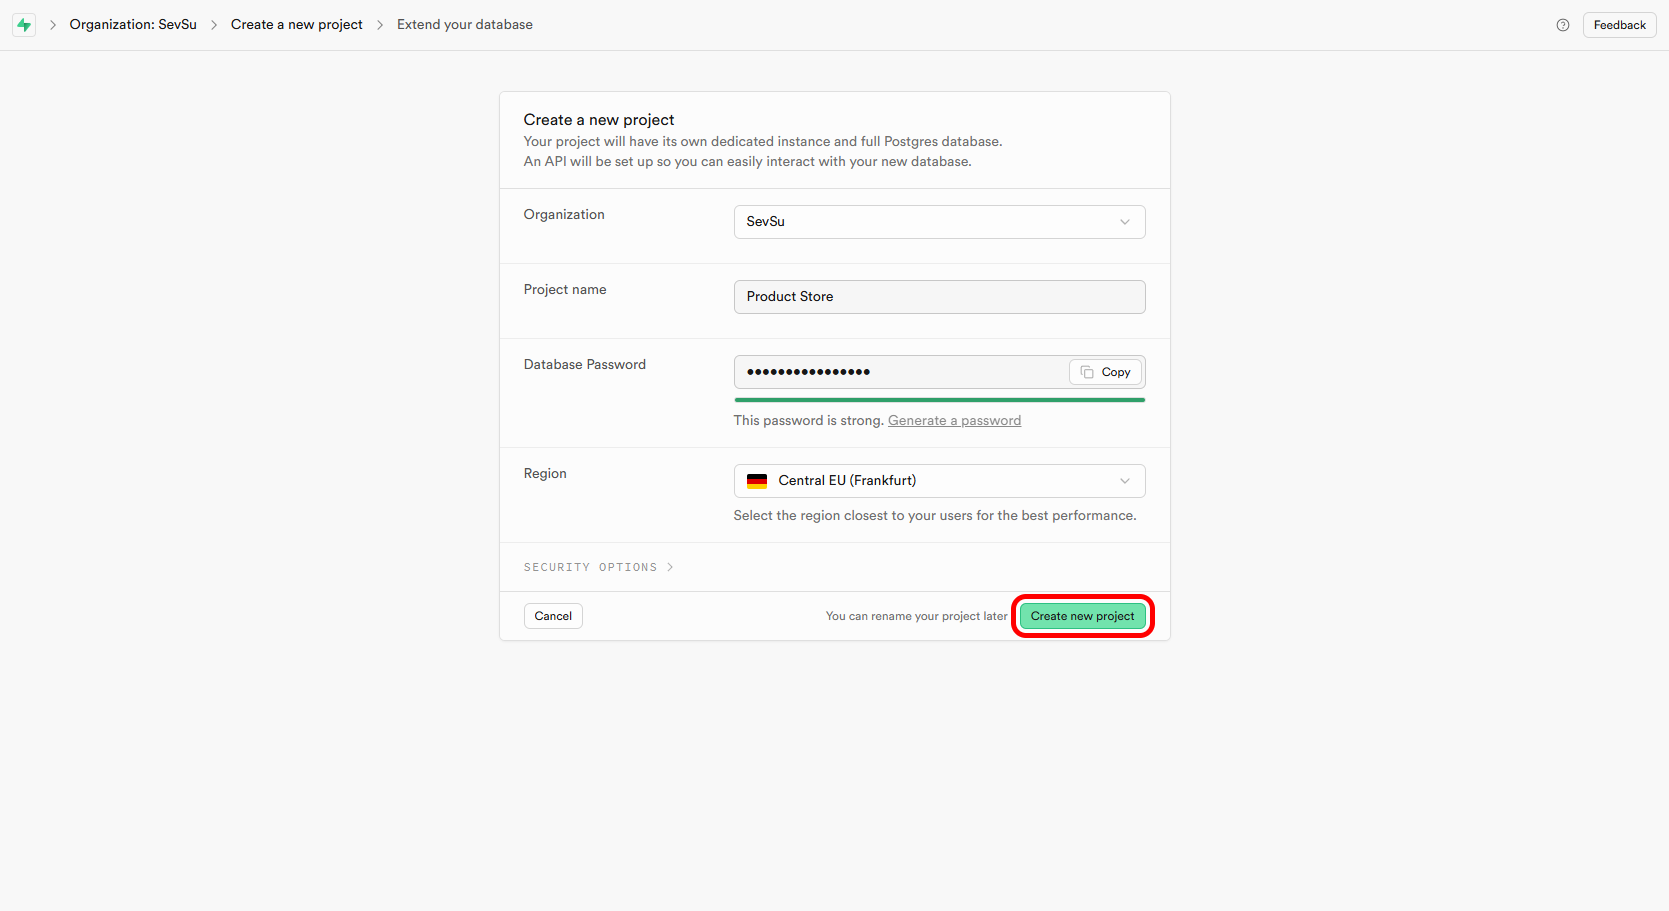 Organization: SevSu
Create a new project
Extend your database
Feedback
Create a new project
Your project will have its own dedicated instance and full Postgres database.
An API will be set up so you can easily interact with your new database.
Organization
SevSu
Project name
Product Store
Database Password
••••••••••••••••
Copy
This password is strong. Generate a password
Region
Central EU (Frankfurt)
Select the region closest to your users for the best performance.
SECURITY OPTIONS
Cancel
You can rename your project later
Create new project